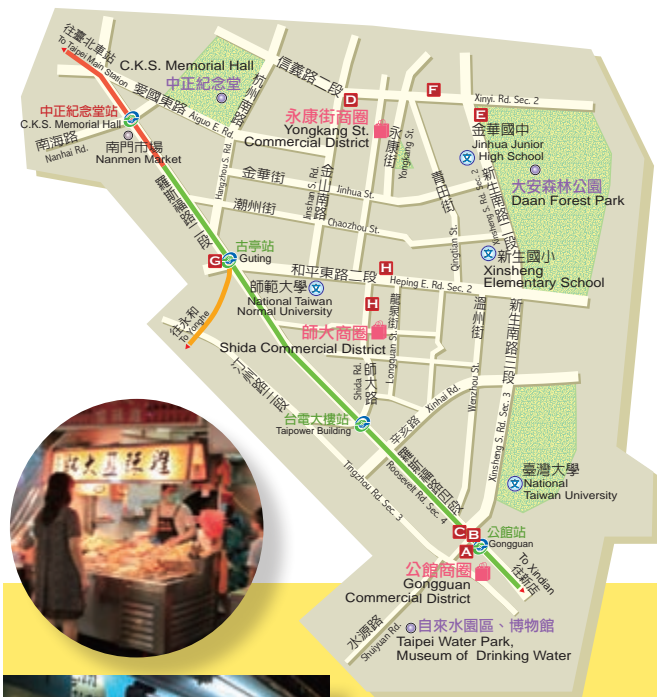 往臺北車站
To Taipei Main Station
C.K.S. Memorial Hall
中正紀念堂
信義路二段
杭州南路
愛國東路
Aiguo E. Rd.
中正紀念堂站
C.K.S. Memorial Hall
南海路
Nanhai Rd.
南門市場
Nanmen Market
D
F
Xinyi. Rd. Sec. 2
E
永康街商圈
Yongkang St.
Commercial District
永康街
Yongkang St.
金華國中
Jinhua Junior
High School
文
大安森林公園
Daan Forest Park
Hangzhou S. Rd.
金華街
Jinhua St.
金山南路
Jinshan S. Rd.
潮州街
Chaozhou St.
Qingtian St.
新生南路二段
Xinsheng S. Rd. Sec. 2
羅斯福路二段
古亭站
Guting
G
和平東路二段
Heping E. Rd. Sec. 2
H
文
新生國小
Xinsheng
Elementary School
師範大學
文
National Taiwan
Normal University
H
龍泉街
Longquan St.
溫州街
Wenzhou St.
新生南路三段
Xinsheng S. Rd. Sec. 3
往永和
To Yonghe
師大商圈
Shida Commercial District
師大路
Shida Rd.
汀州路三段
Tingzhou Rd. Sec. 3
台電大樓站
Taipower Building
辛亥路
Xinhai Rd.
羅斯福路四段
Roosevelt Rd. Sec. 4
臺灣大學
文
National
Taiwan University
C
B
A
公館站
Gongguan
公館商圈
Gongguan
Commercial District
To Xindian
往新店
水源路
Shuiyuan Rd.
自來水園區、博物館
Taipei Water Park,
Museum of Drinking Water